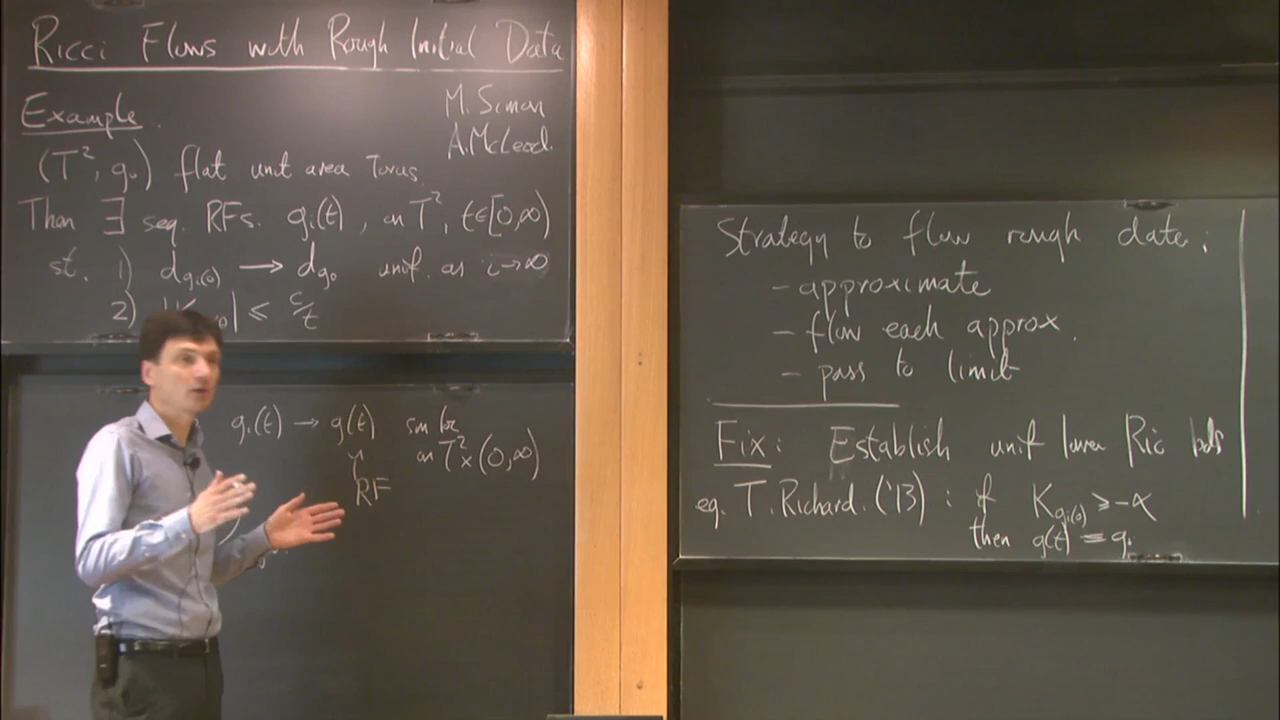 Ricci Flows with Rough Initial Data
Example.
M. Simon
A. McLeod.
(T², g₀) flat unit area Torus.
Then ∃ seq. RFs. gᵢ(t), on T², t∈[0,∞)
st. 1) d_{gᵢ(0)} → d_{g₀} unif. as i→∞
2) | ≤ c/t
gᵢ(t) → g(t) sm loc
on T²×(0,∞)
RF
Strategy to flow rough data:
- approximate
- flow each approx.
- pass to limit
Fix: Establish unif lower Ric bds
eg. T. Richard. ('13) : if K_{gᵢ(0)} ≥ -α
then g(t) = g₀